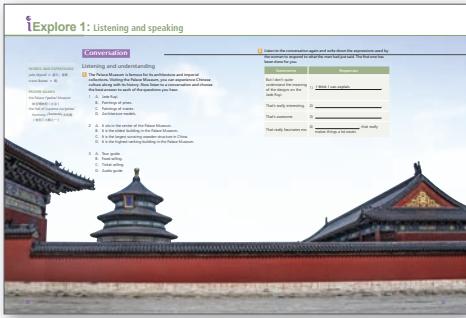 iExplore 1: Listening and speaking
Conversation
Listening and understanding
The Palace Museum is famous for its architecture and imperial
collections. Visiting the Palace Museum, you can experience Chinese
culture along with its history. Now listen to a conversation and choose
the best answer to each of the questions you hear.
1 A. Jade Ruyi.
B. Paintings of pines.
C. Paintings of cranes.
D. Architecture models.
2 A. It sits in the center of the Palace Museum.
B. It is the oldest building in the Palace Museum.
C. It is the largest surviving wooden structure in China.
D. It is the highest-ranking building in the Palace Museum.
3 A. Tour guide.
B. Food selling.
C. Ticket selling.
D. Audio guide.
Listen to the conversation again and write down the expressions used by
the woman to respond to what the man had just said. The first one has
been done for you.
Statements
Responses
But I don't quite
understand the meaning
of the designs on the
Jade Ruyi.
1) I think I can explain.
That's really interesting.
2)
That's awesome.
3)
That really fascinates me.
4) that really
makes things a lot easier.